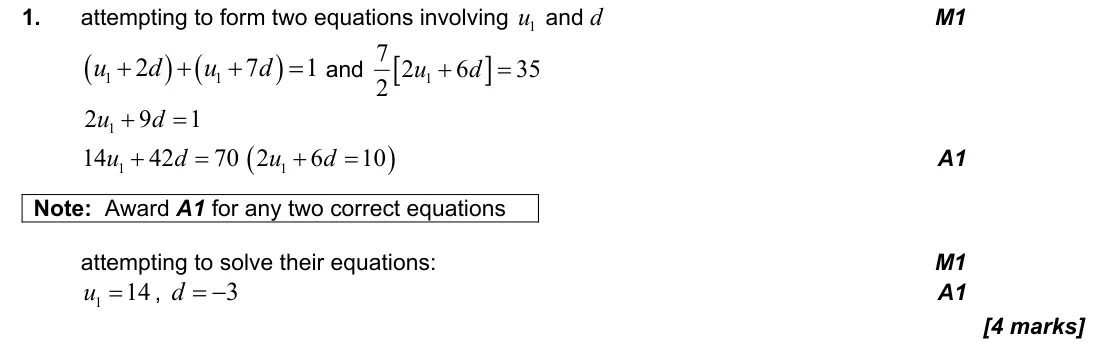 1. attempting to form two equations involving u₁ and d M1
(u₁ + 2d) + (u₁ + 7d) = 1 and 7/2 [2u₁ + 6d] = 35
2u₁ + 9d = 1
14u₁ + 42d = 70 (2u₁ + 6d = 10) A1
Note: Award A1 for any two correct equations
attempting to solve their equations: M1
u₁ = 14, d = −3 A1
[4 marks]